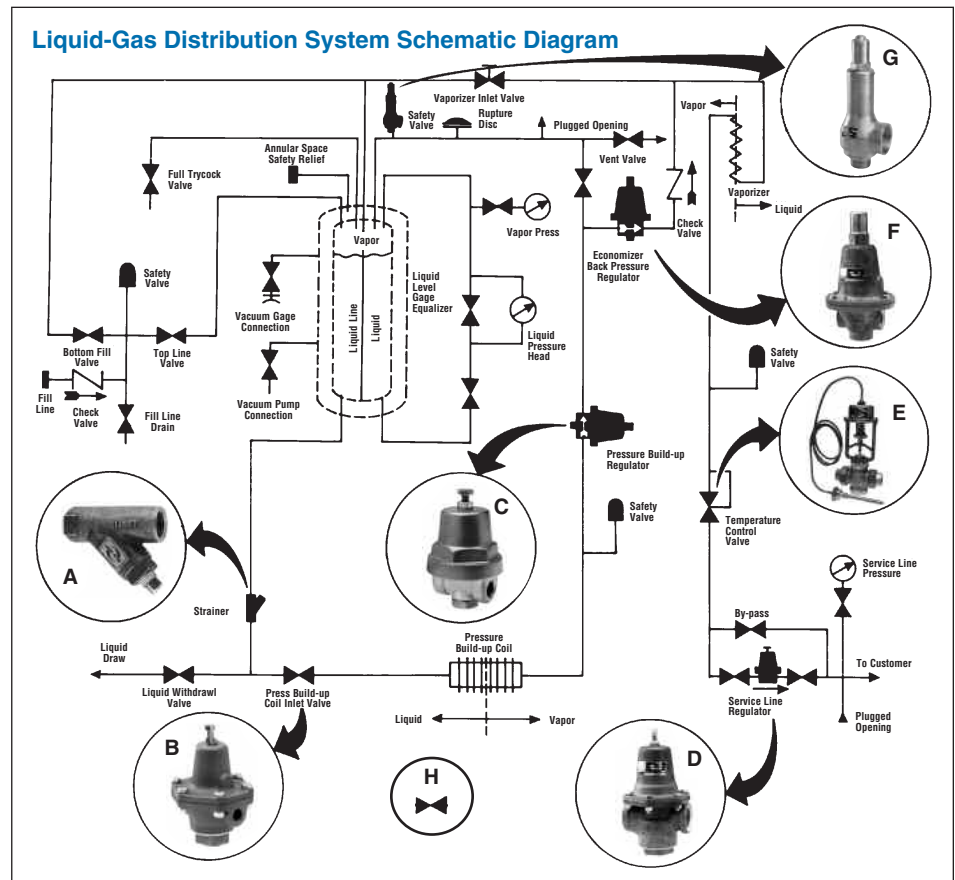 Liquid-Gas Distribution System Schematic Diagram
G
Vaporizer Inlet Valve
Safety
Valve
Rupture
Disc
Plugged Opening
Vapor
Annular Space
Safety Relief
Full Trycock
Valve
Vent Valve
Vaporizer
Liquid
Vapor
Vapor Press
Check
Valve
F
Economizer
Back Pressure
Regulator
Safety
Valve
Liquid
Level
Gage
Equalizer
Vacuum Gage
Connection
Liquid Line
Liquid
Liquid
Pressure
Head
Bottom Fill
Valve
Top Line
Valve
Safety
Valve
Fill
Line
Check
Valve
Fill Line
Drain
Vacuum Pump
Connection
E
Pressure Build-up
Regulator
A
C
Safety
Valve
Temperature
Control
Valve
Service Line
Pressure
Strainer
By-pass
Liquid
Draw
Pressure
Build-up Coil
To Customer
Liquid Withdrawl
Valve
Press Build-up
Coil Inlet Valve
Service Line
Regulator
Liquid
Vapor
Plugged
Opening
B
H
D